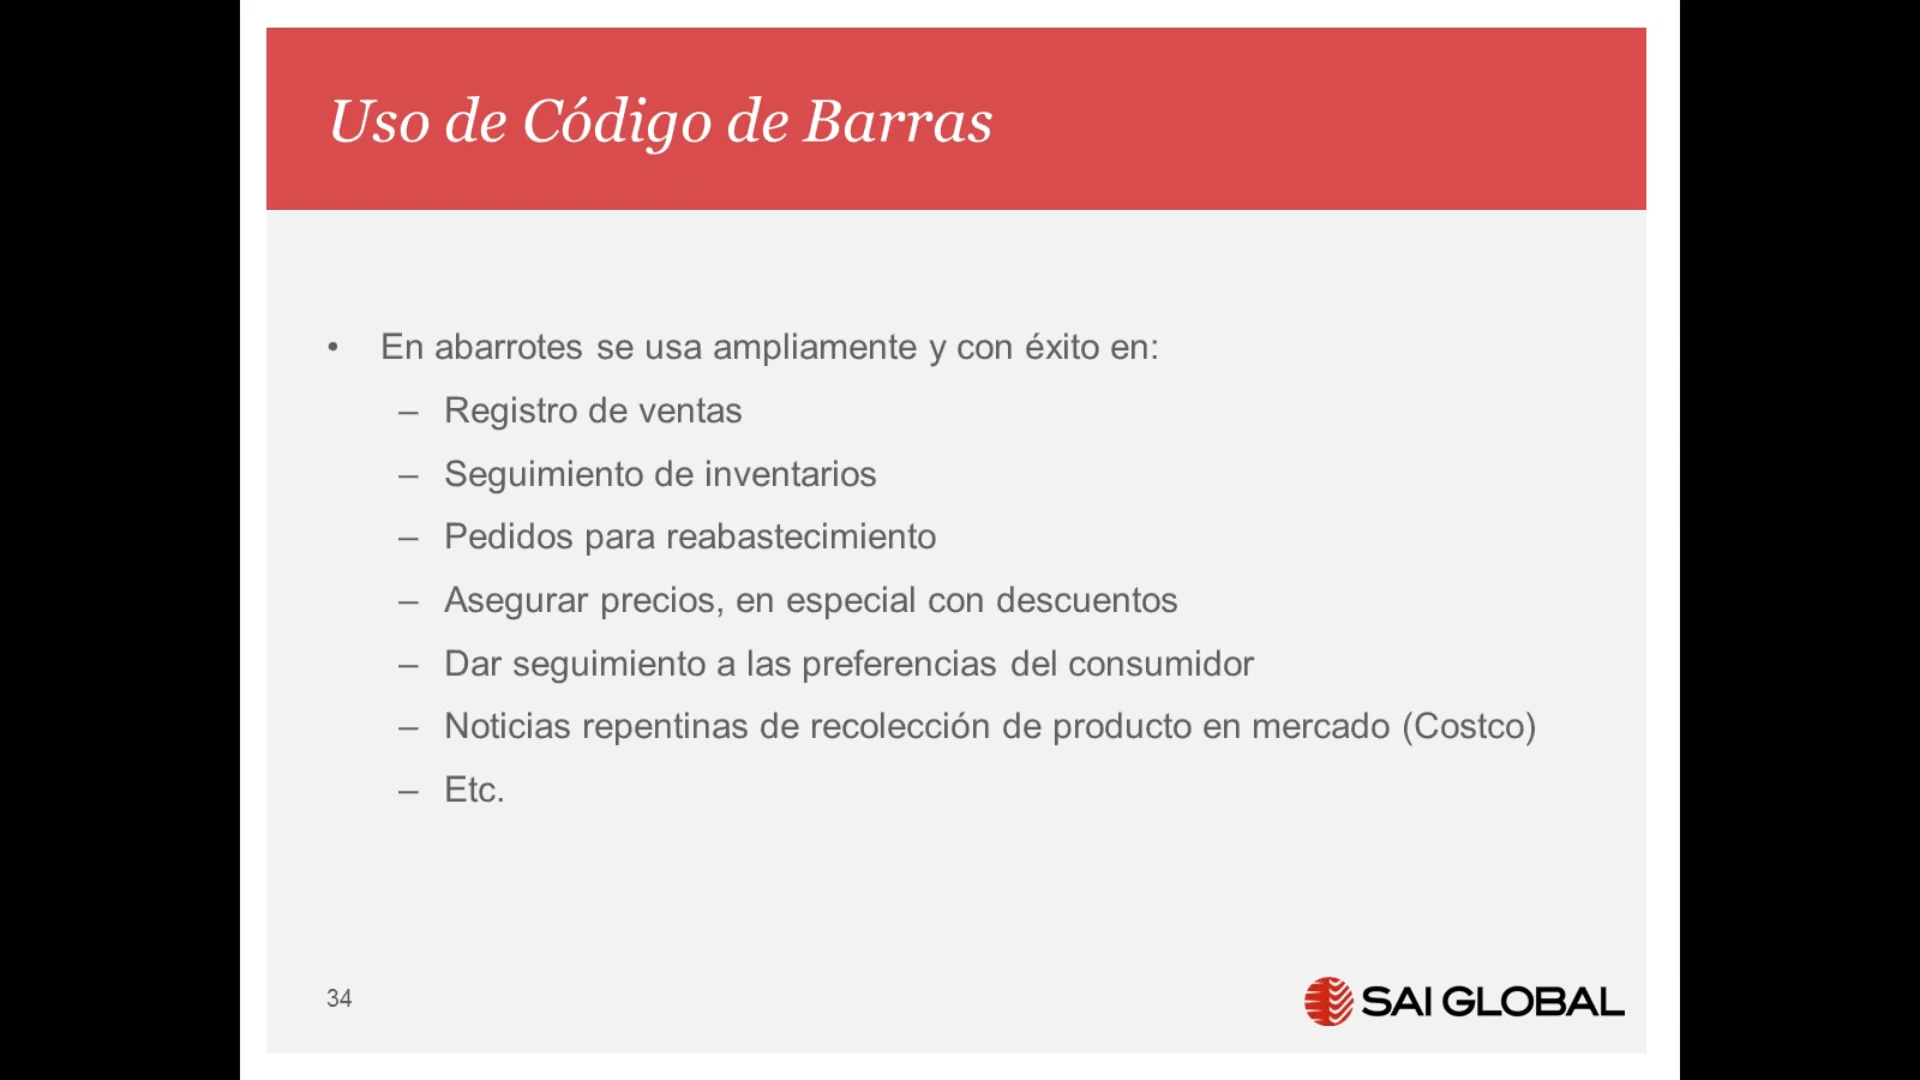 Uso de Código de Barras
• En abarrotes se usa ampliamente y con éxito en:
– Registro de ventas
– Seguimiento de inventarios
– Pedidos para reabastecimiento
– Asegurar precios, en especial con descuentos
– Dar seguimiento a las preferencias del consumidor
– Noticias repentinas de recolección de producto en mercado (Costco)
– Etc.
34
SAI GLOBAL